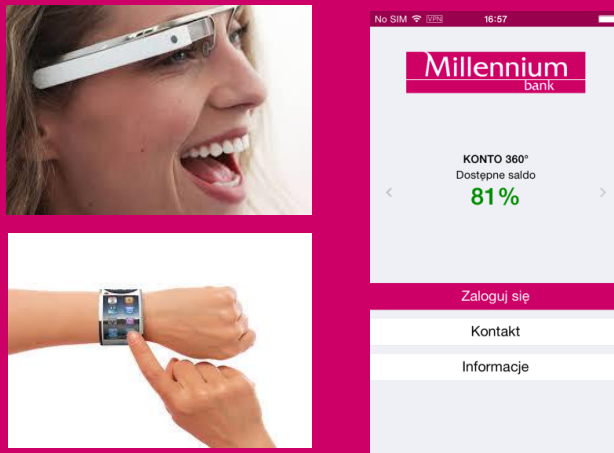 No SIM VPN 16:57
Millennium
bank
KONTO 360°
Dostępne saldo
81%
Zaloguj się
Kontakt
Informacje